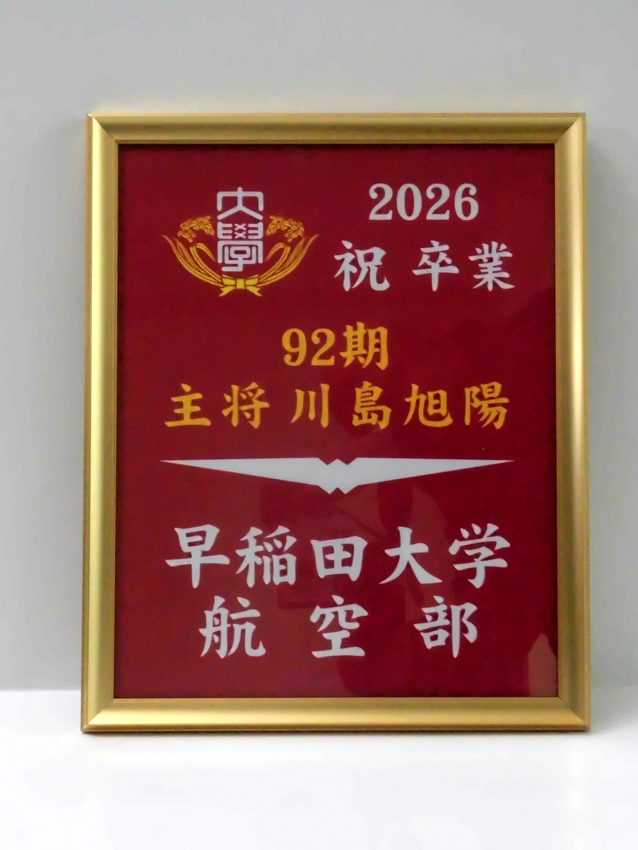 大學
2026
祝 卒業
92期
主将 川島旭陽
早稲田大学
航空部